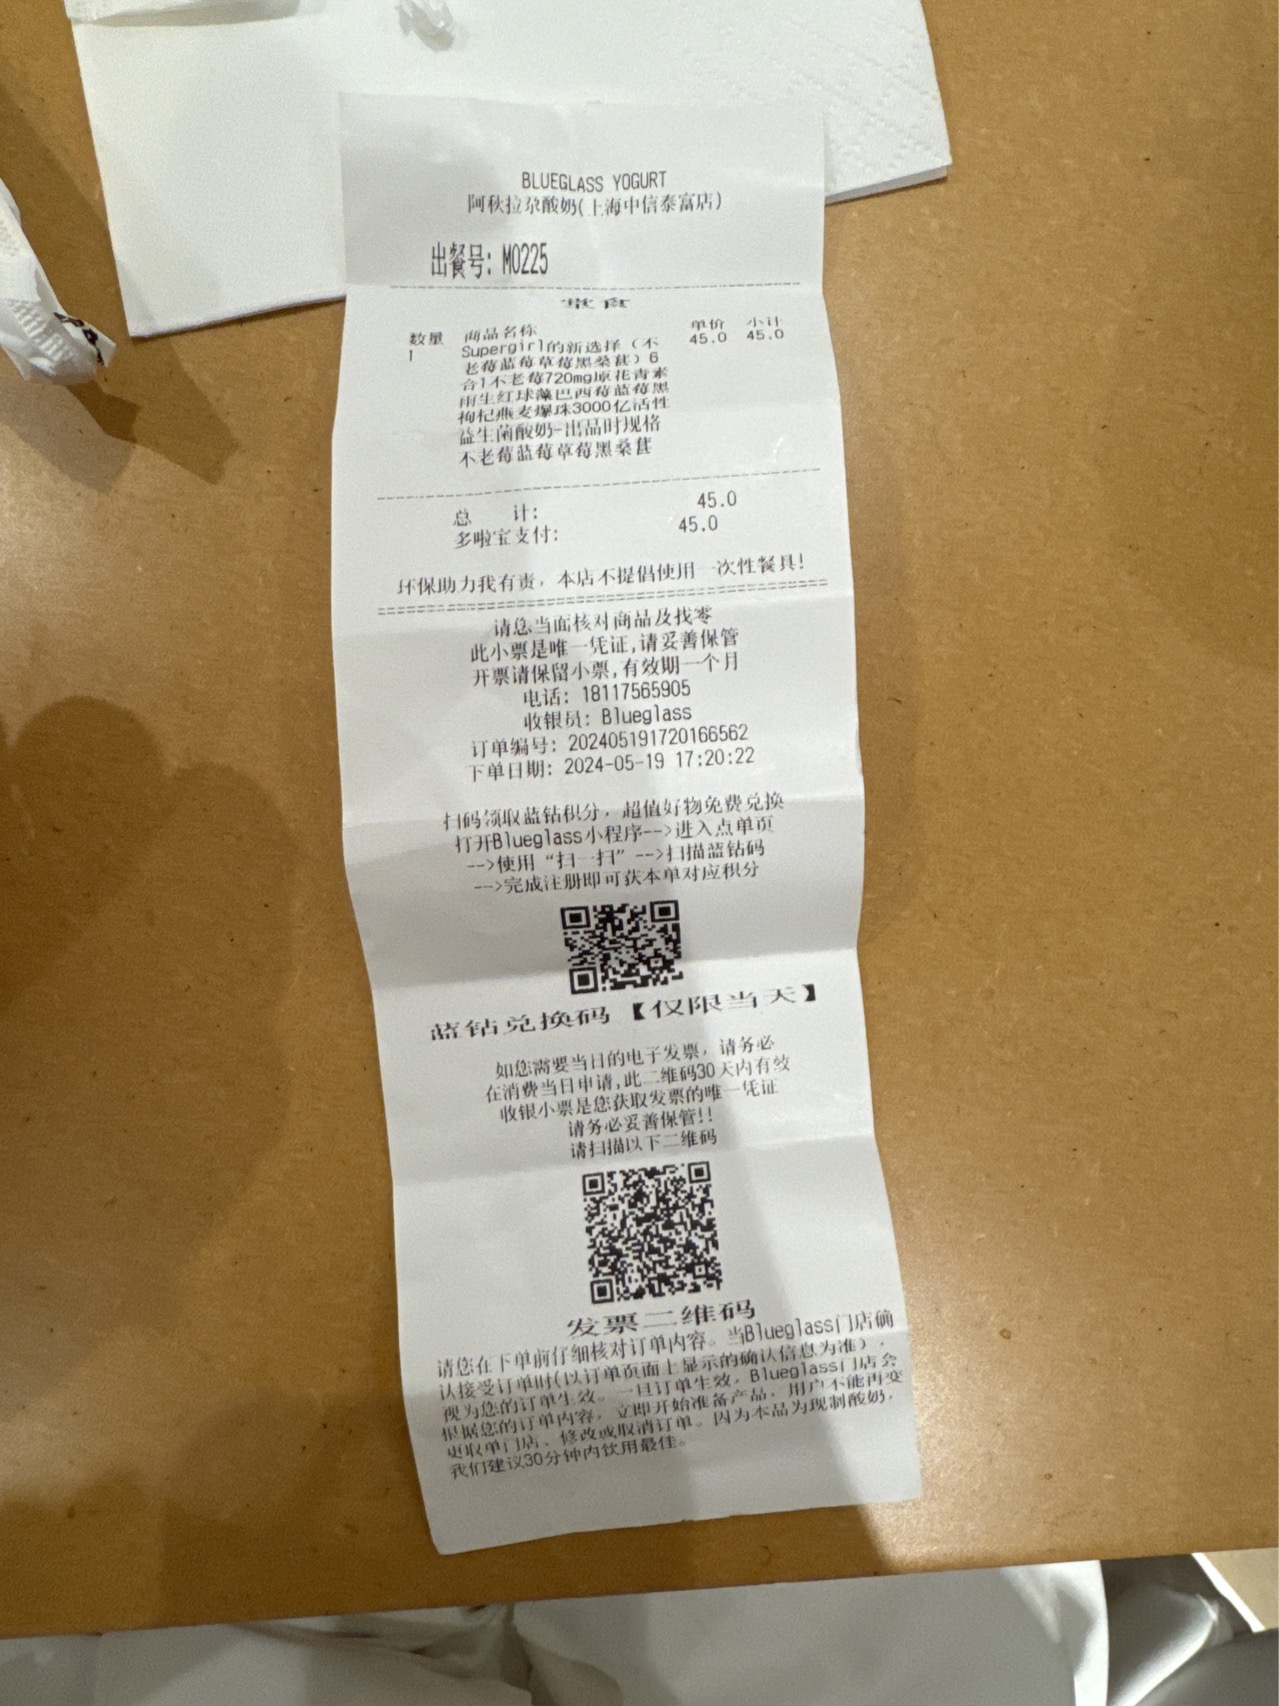 BLUEGLASS YOGURT
阿秋拉尕酸奶(上海中信泰富店)
出餐号: M0225
堂食
数量 商品名称 单价 小计
1 Supergirl的新选择（不 45.0 45.0
老莓蓝莓草莓黑桑葚）6
合1不老莓720mg原花青素
雨生红球藻巴西莓蓝莓黑
枸杞燕麦爆珠3000亿活性
益生菌酸奶-出品时规格
不老莓蓝莓草莓黑桑葚
总 计: 45.0
多啦宝支付: 45.0
环保助力我有责，本店不提倡使用一次性餐具!
请您当面核对商品及找零
此小票是唯一凭证,请妥善保管
开票请保留小票,有效期一个月
电话: 18117565905
收银员: Blueglass
订单编号: 202405191720166562
下单日期: 2024-05-19 17:20:22
扫码领取蓝钻积分，超值好物免费兑换
打开Blueglass小程序-->进入点单页
-->使用“扫一扫”-->扫描蓝钻码
-->完成注册即可获本单对应积分
蓝钻兑换码【仅限当天】
如您需要当日的电子发票，请务必
在消费当日申请,此二维码30天内有效
收银小票是您获取发票的唯一凭证
请务必妥善保管!!
请扫描以下二维码
发票二维码
请您在下单前仔细核对订单内容。当Blueglass门店确
认接受订单时(以订单页面上显示的确认信息为准)，
视为您的订单生效。一旦订单生效，Blueglass门店会
根据您的订单内容，立即开始准备产品，用户不能再变
更取单门店、修改或取消订单。因为本品为现制酸奶，
我们建议30分钟内饮用最佳。